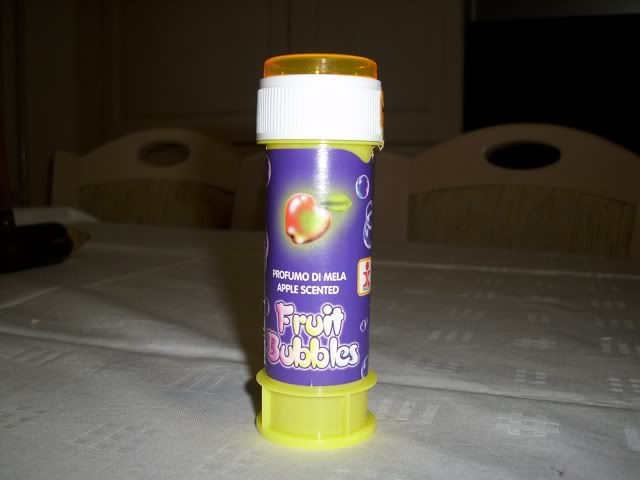 PROFUMO DI MELA
APPLE SCENTED
Fruit
Bubbles